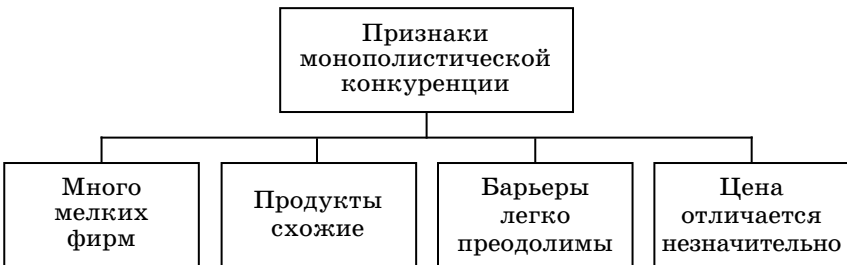 Признаки
монополистической
конкуренции
Много
мелких
фирм
Продукты
схожие
Барьеры
легко
преодолимы
Цена
отличается
незначительно